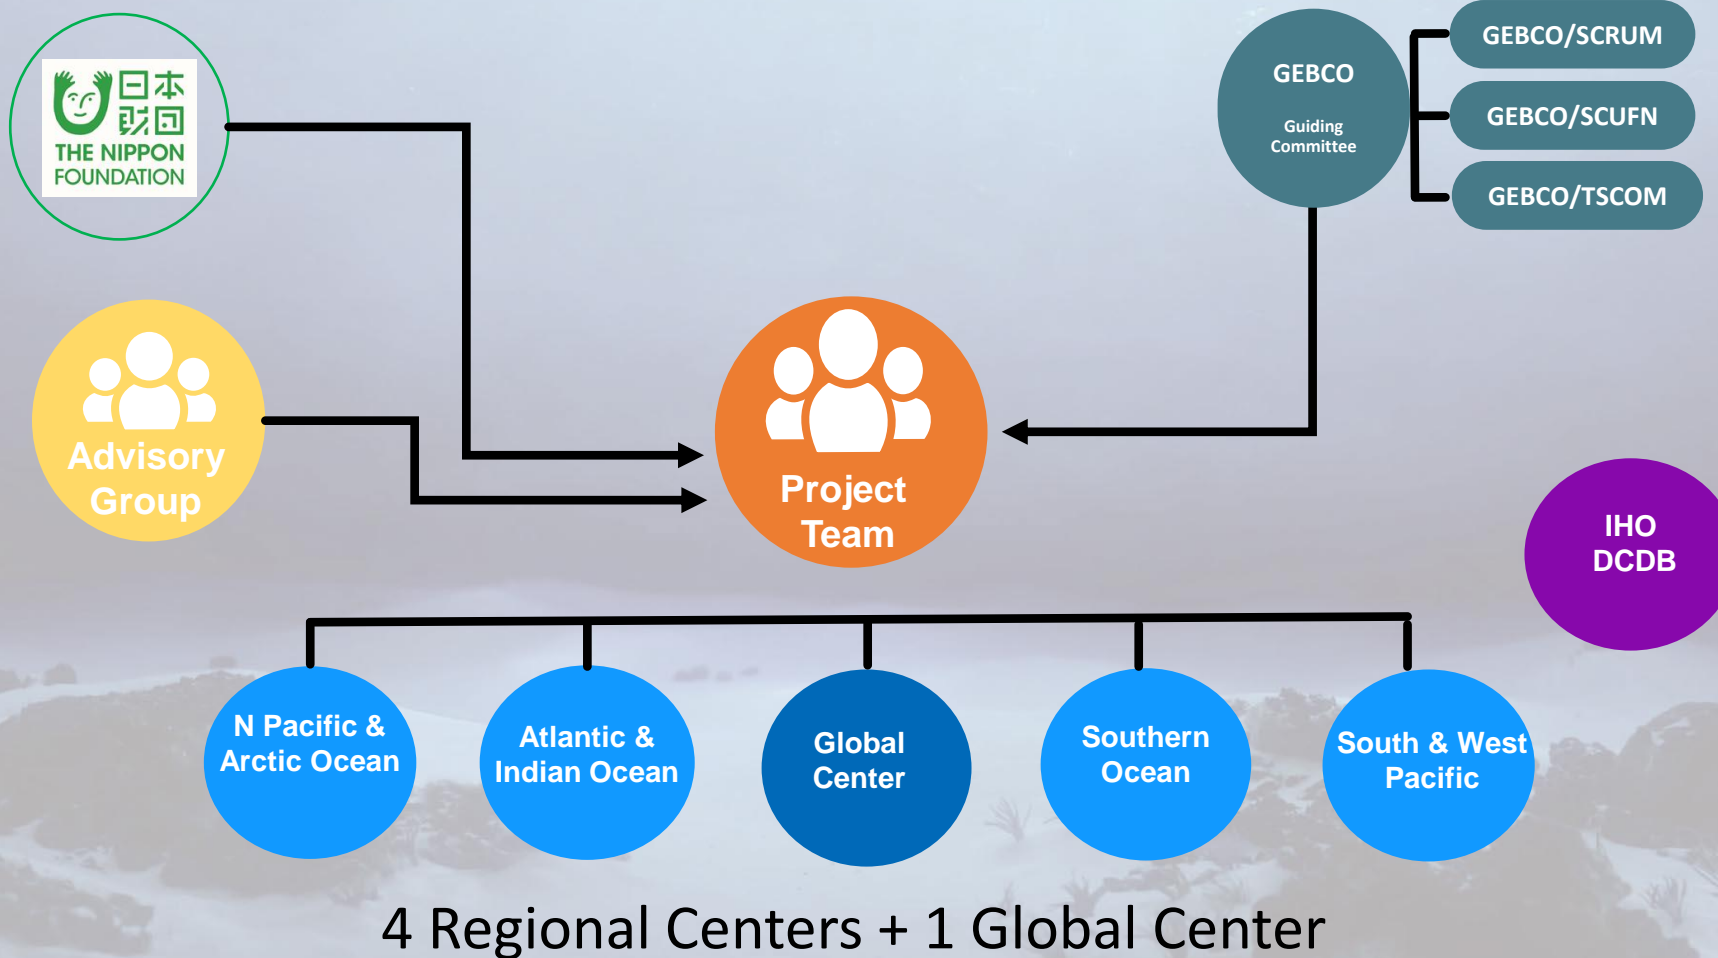 日本
財団
THE NIPPON
FOUNDATION
GEBCO
Guiding
Committee
GEBCO/SCRUM
GEBCO/SCUFN
GEBCO/TSCOM
Advisory
Group
Project
Team
IHO
DCDB
N Pacific &
Arctic Ocean
Atlantic &
Indian Ocean
Global
Center
Southern
Ocean
South & West
Pacific
4 Regional Centers + 1 Global Center